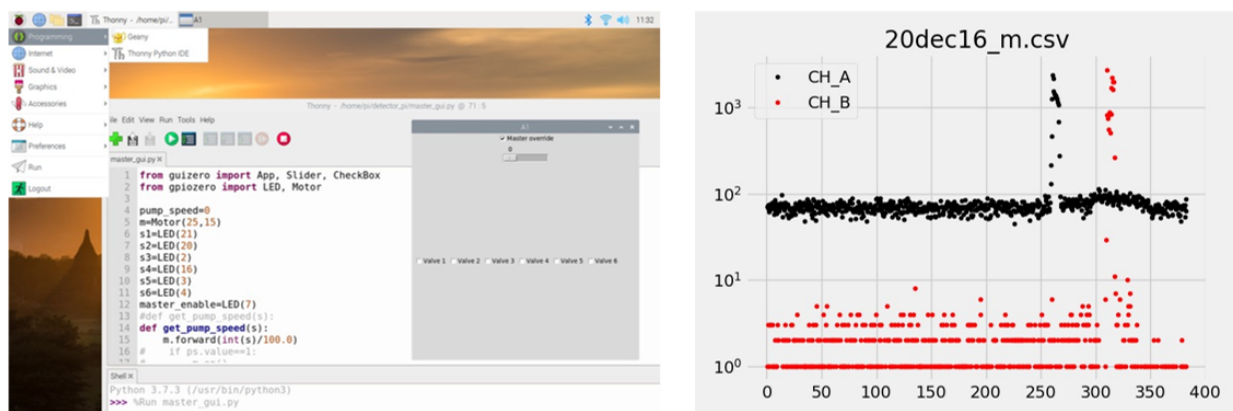 Thonny - /home/pi/.. A1 11:32
Programming
Geany
Internet
Thonny Python IDE
Sound & Video
Graphics
Accessories
Help
Preferences
Run
Logout
Thonny - /home/pi/detector_pi/master_gui.py @ 71 : 5
ile Edit View Run Tools Help
master_gui.py
1 from guizero import App, Slider, CheckBox
2 from gpiozero import LED, Motor
3
4 pump_speed=0
5 m=Motor(25,15)
6 s1=LED(21)
7 s2=LED(20)
8 s3=LED(2)
9 s4=LED(16)
10 s5=LED(3)
11 s6=LED(4)
12 master_enable=LED(7)
13 #def get_pump_speed(s):
14 def get_pump_speed(s):
15 m.forward(int(s)/100.0)
16 # if ps.value==1:
Shell
Python 3.7.3 (/usr/bin/python3)
>>> %Run master_gui.py
A1
Master override
0
Valve 1 Valve 2 Valve 3 Valve 4 Valve 5 Valve 6
20dec16_m.csv
CH_A
CH_B
10³
10²
10¹
10⁰
0 50 100 150 200 250 300 350 400